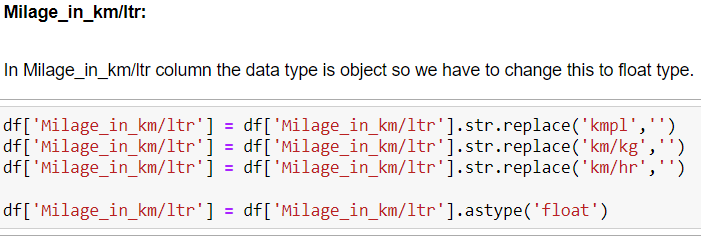 Milage_in_km/ltr:
In Milage_in_km/ltr column the data type is object so we have to change this to float type.
df['Milage_in_km/ltr'] = df['Milage_in_km/ltr'].str.replace('kmpl','')
df['Milage_in_km/ltr'] = df['Milage_in_km/ltr'].str.replace('km/kg','')
df['Milage_in_km/ltr'] = df['Milage_in_km/ltr'].str.replace('km/hr','')
df['Milage_in_km/ltr'] = df['Milage_in_km/ltr'].astype('float')